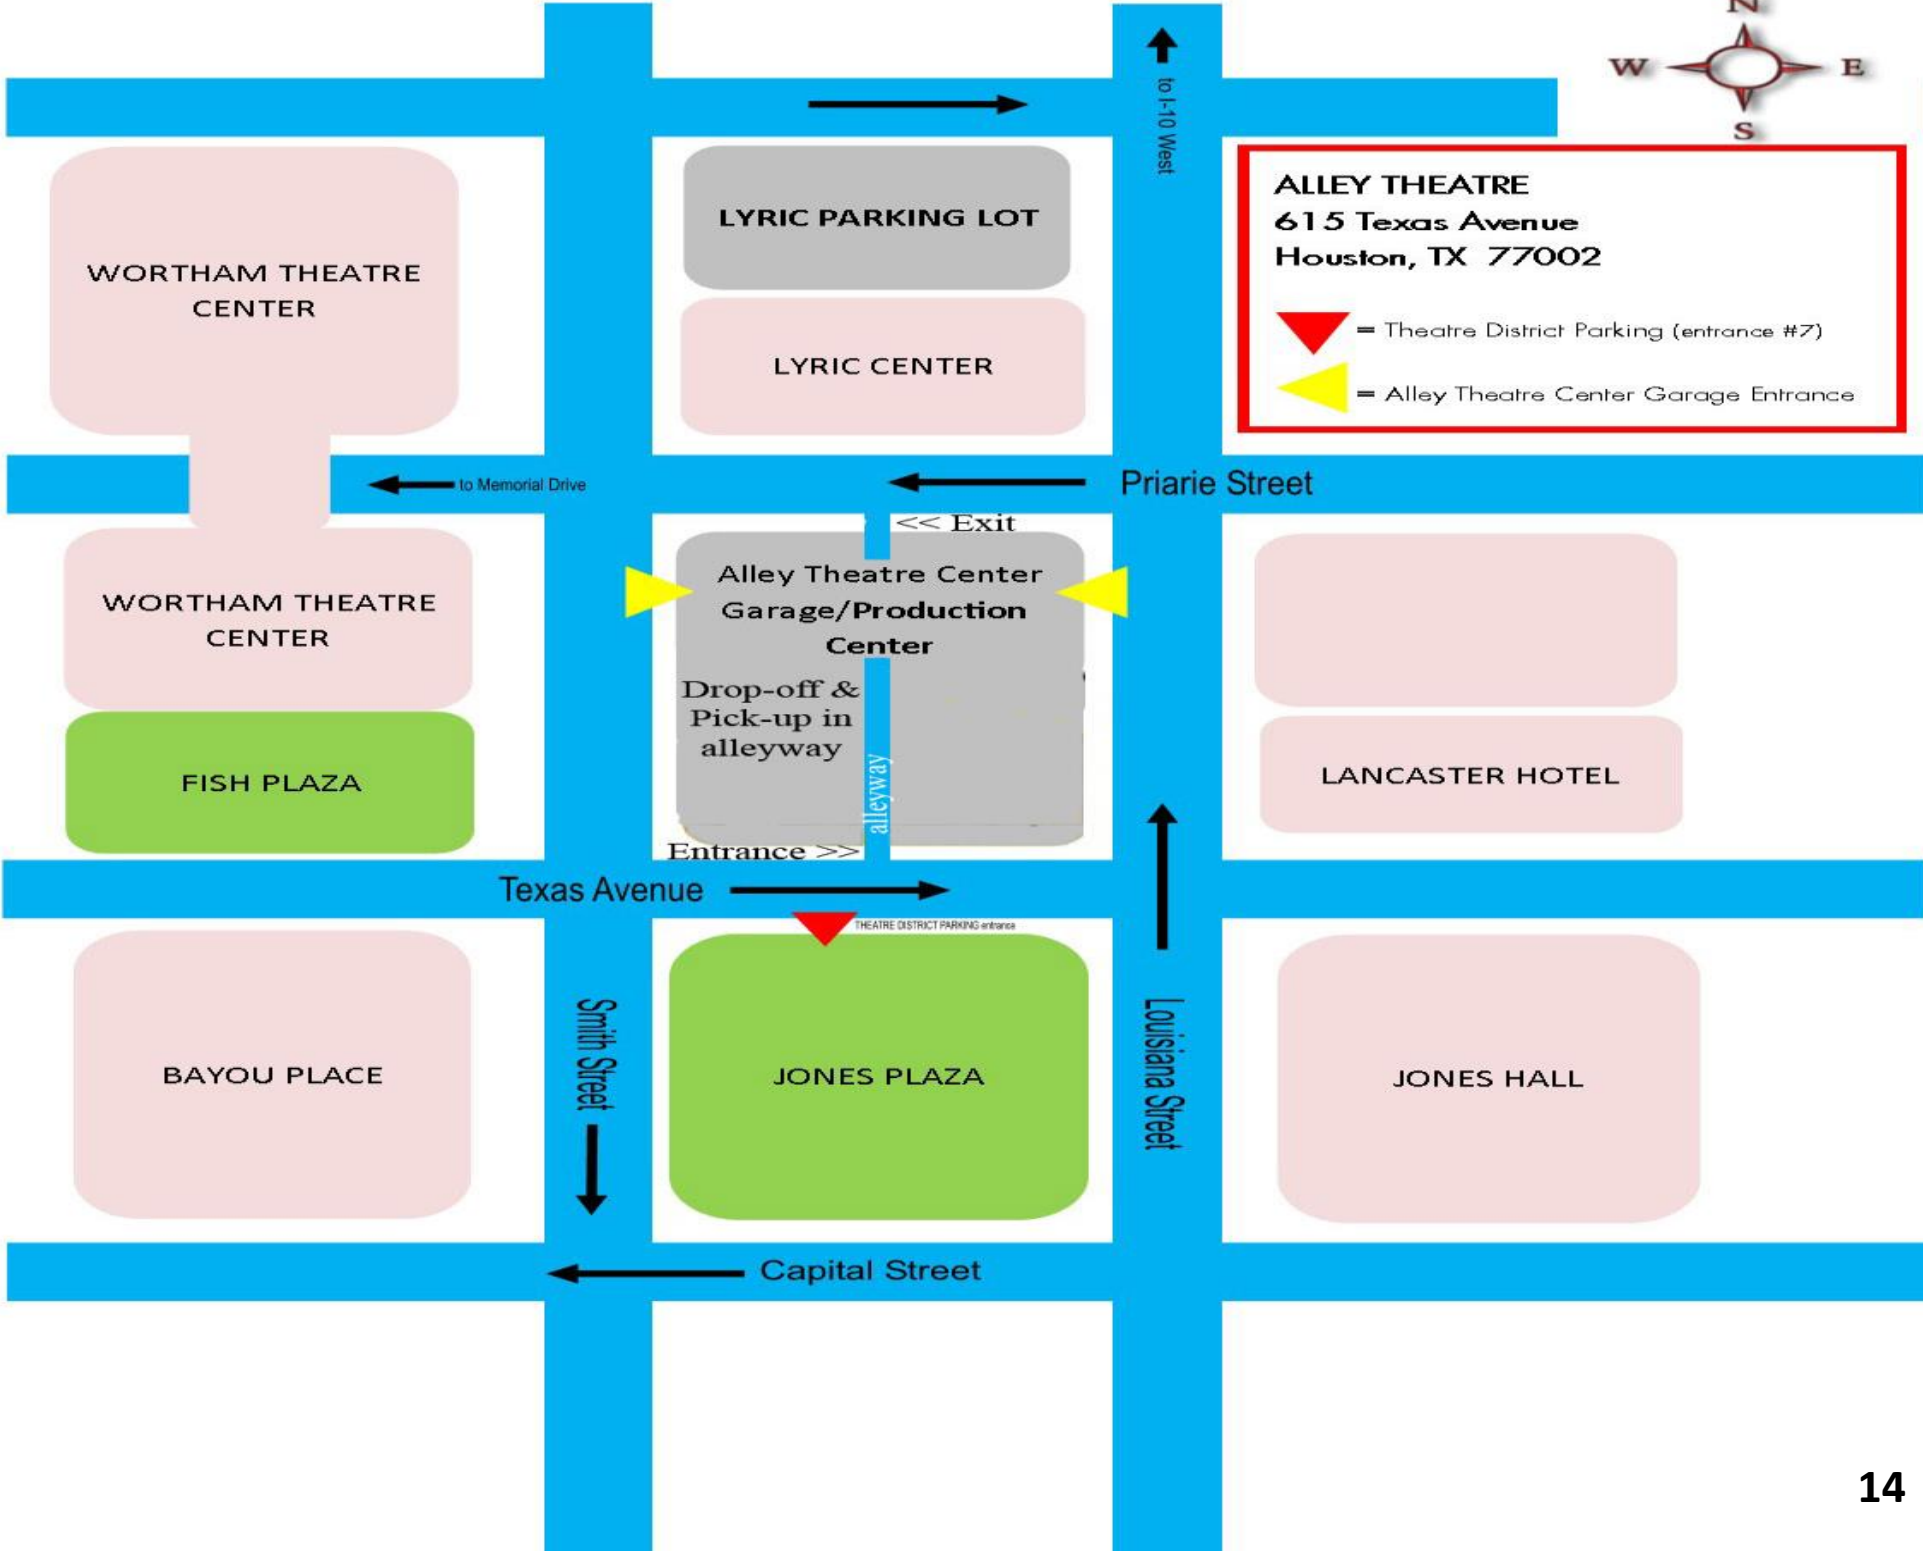 N
W
E
S
to I-10 West
ALLEY THEATRE
615 Texas Avenue
Houston, TX 77002
= Theatre District Parking (entrance #7)
= Alley Theatre Center Garage Entrance
WORTHAM THEATRE
CENTER
LYRIC PARKING LOT
LYRIC CENTER
to Memorial Drive
Priarie Street
<< Exit
WORTHAM THEATRE
CENTER
Alley Theatre Center
Garage/Production
Center
Drop-off &
Pick-up in
alleyway
alleyway
Entrance >>
FISH PLAZA
LANCASTER HOTEL
Texas Avenue
THEATRE DISTRICT PARKING entrance
BAYOU PLACE
Smith Street
JONES PLAZA
Louisiana Street
JONES HALL
Capital Street
14